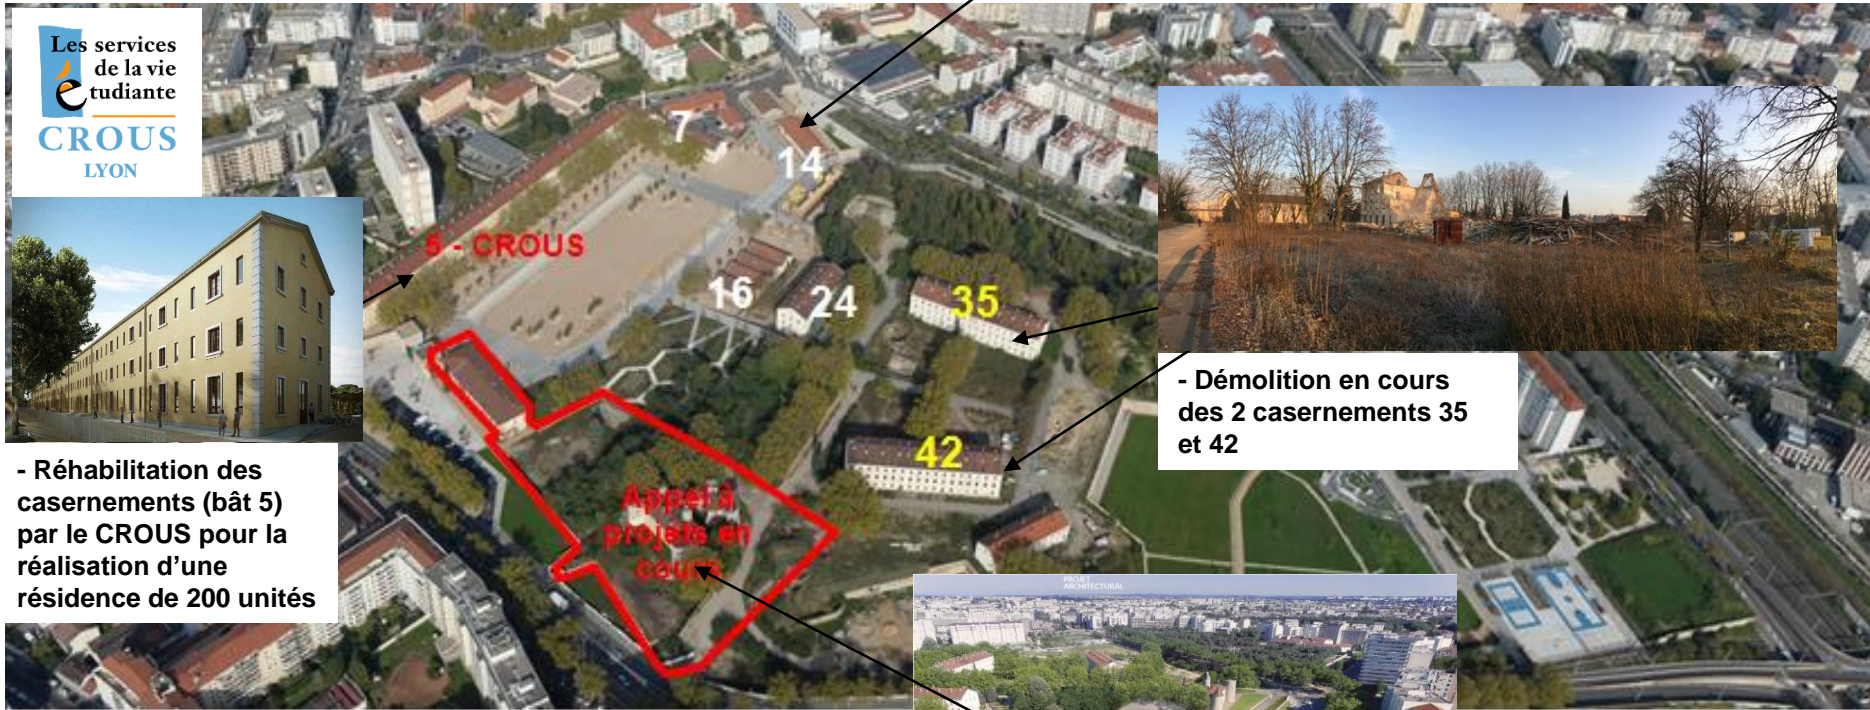 Les services
de la vie
étudiante
CROUS
LYON
7
14
5 - CROUS
16
24
35
- Démolition en cours
des 2 casernements 35
et 42
42
- Réhabilitation des
casernements (bât 5)
par le CROUS pour la
réalisation d’une
résidence de 200 unités
Appel à
projets en
cours
PROJET
ARCHITECTURAL